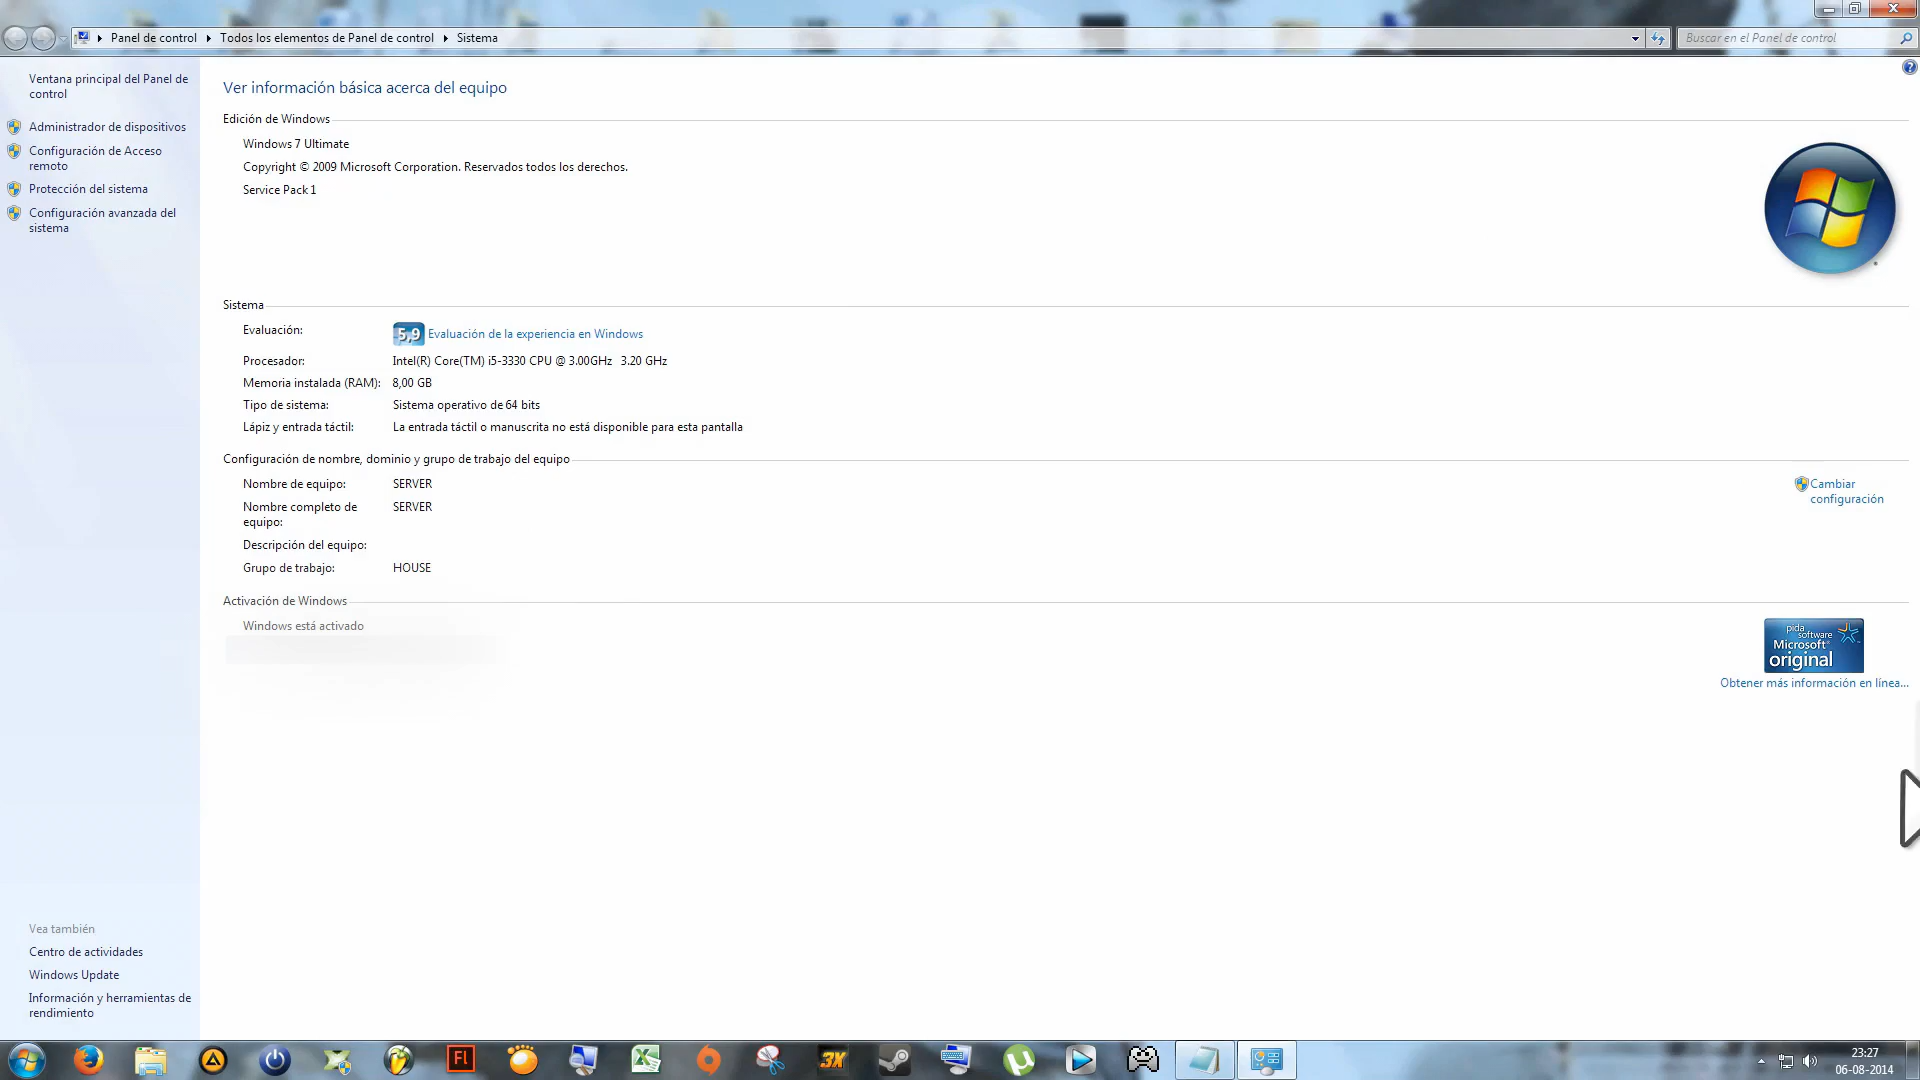 Panel de control ▸ Todos los elementos de Panel de control ▸ Sistema
Buscar en el Panel de control
Ventana principal del Panel de
control
Administrador de dispositivos
Configuración de Acceso
remoto
Protección del sistema
Configuración avanzada del
sistema
Ver información básica acerca del equipo
Edición de Windows
Windows 7 Ultimate
Copyright © 2009 Microsoft Corporation. Reservados todos los derechos.
Service Pack 1
Sistema
Evaluación: 5,9 Evaluación de la experiencia en Windows
Procesador: Intel(R) Core(TM) i5-3330 CPU @ 3.00GHz 3.20 GHz
Memoria instalada (RAM): 8,00 GB
Tipo de sistema: Sistema operativo de 64 bits
Lápiz y entrada táctil: La entrada táctil o manuscrita no está disponible para esta pantalla
Configuración de nombre, dominio y grupo de trabajo del equipo
Nombre de equipo: SERVER
Cambiar
configuración
Nombre completo de
equipo:
SERVER
Descripción del equipo:
Grupo de trabajo: HOUSE
Activación de Windows
Windows está activado
pida
software
Microsoft®
original
Obtener más información en línea...
Vea también
Centro de actividades
Windows Update
Información y herramientas de
rendimiento
Fl
3X
23:27
06-08-2014